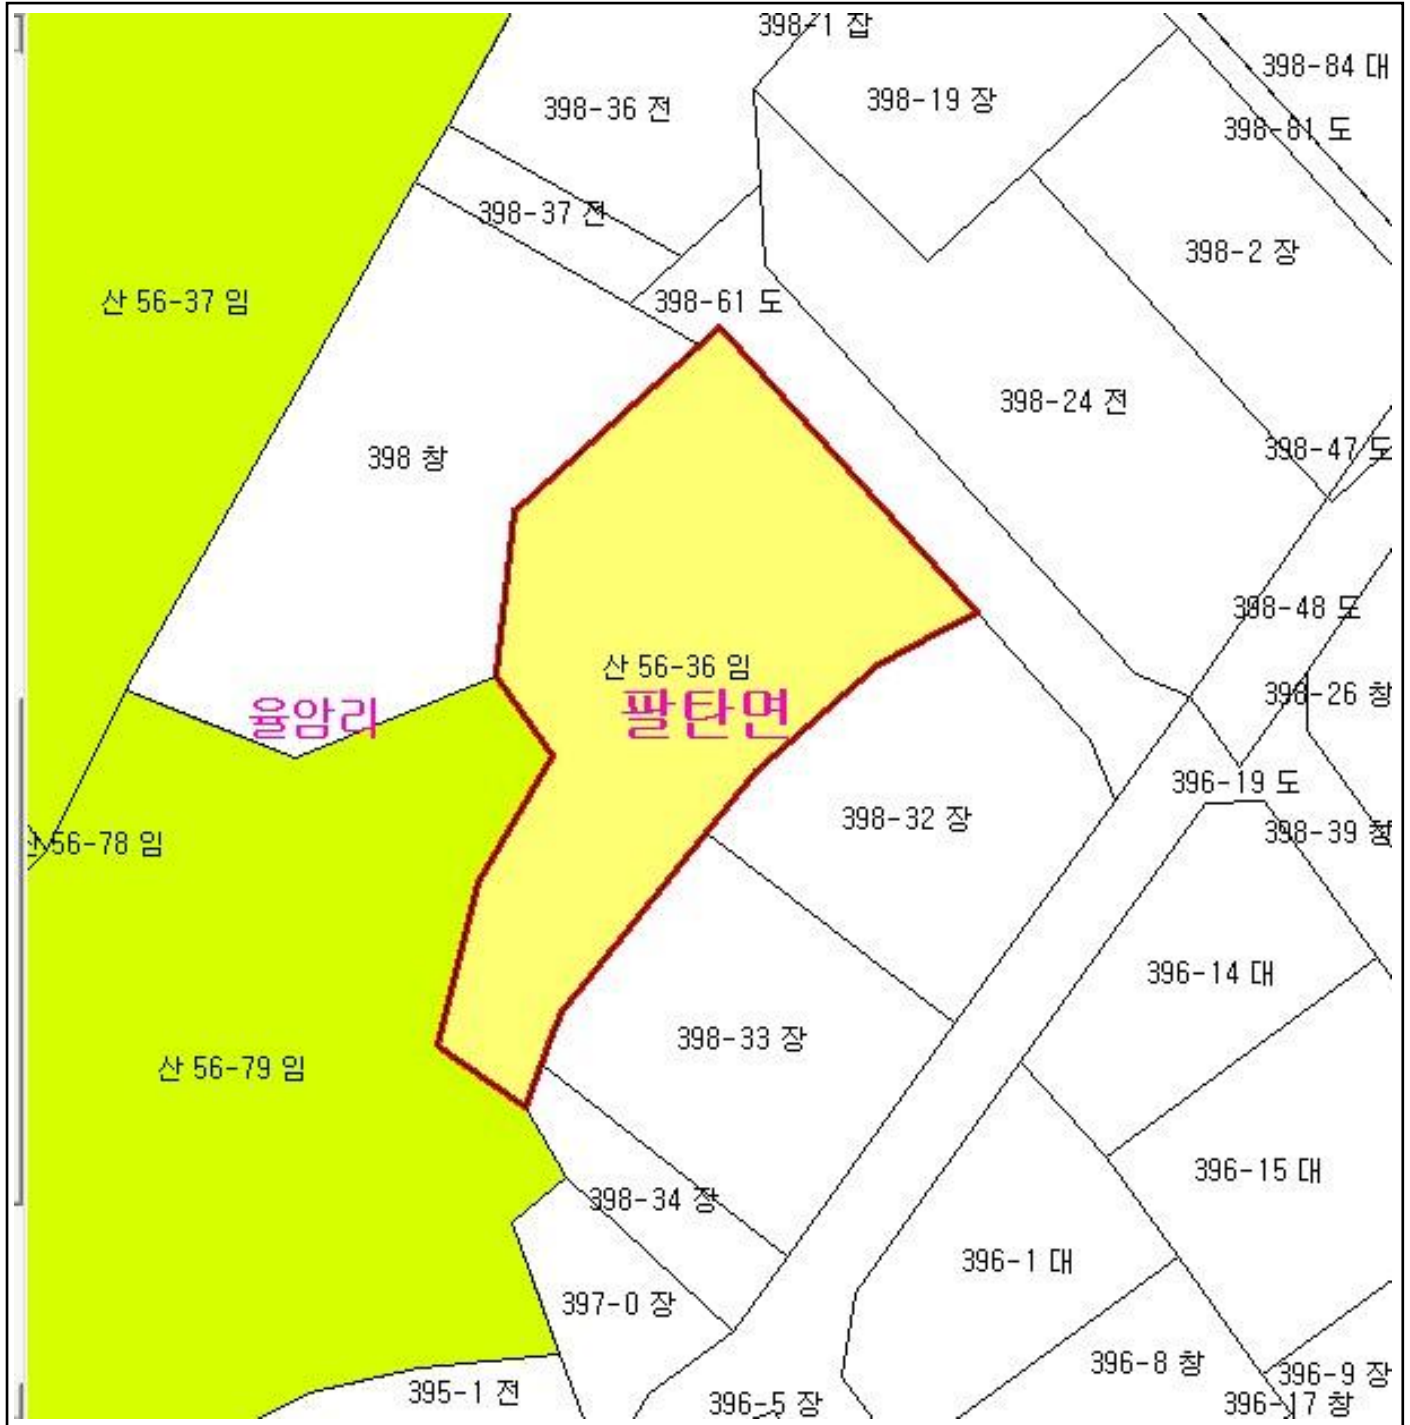 398-1 잡
398-84 대
398-36 전
398-19 장
398-81 도
398-37 전
398-2 장
산 56-37 임
398-61 도
398-24 전
398 창
398-47 도
398-48 도
산 56-36 임
398-26 창
율암리
팔탄면
396-19 도
398-32 장
398-39
산 56-78 임
396-14 대
398-33 장
산 56-79 임
396-15 대
398-34 장
396-1 대
397-0 장
396-8 창
396-9 장
395-1 전
396-5 장
396-17 창